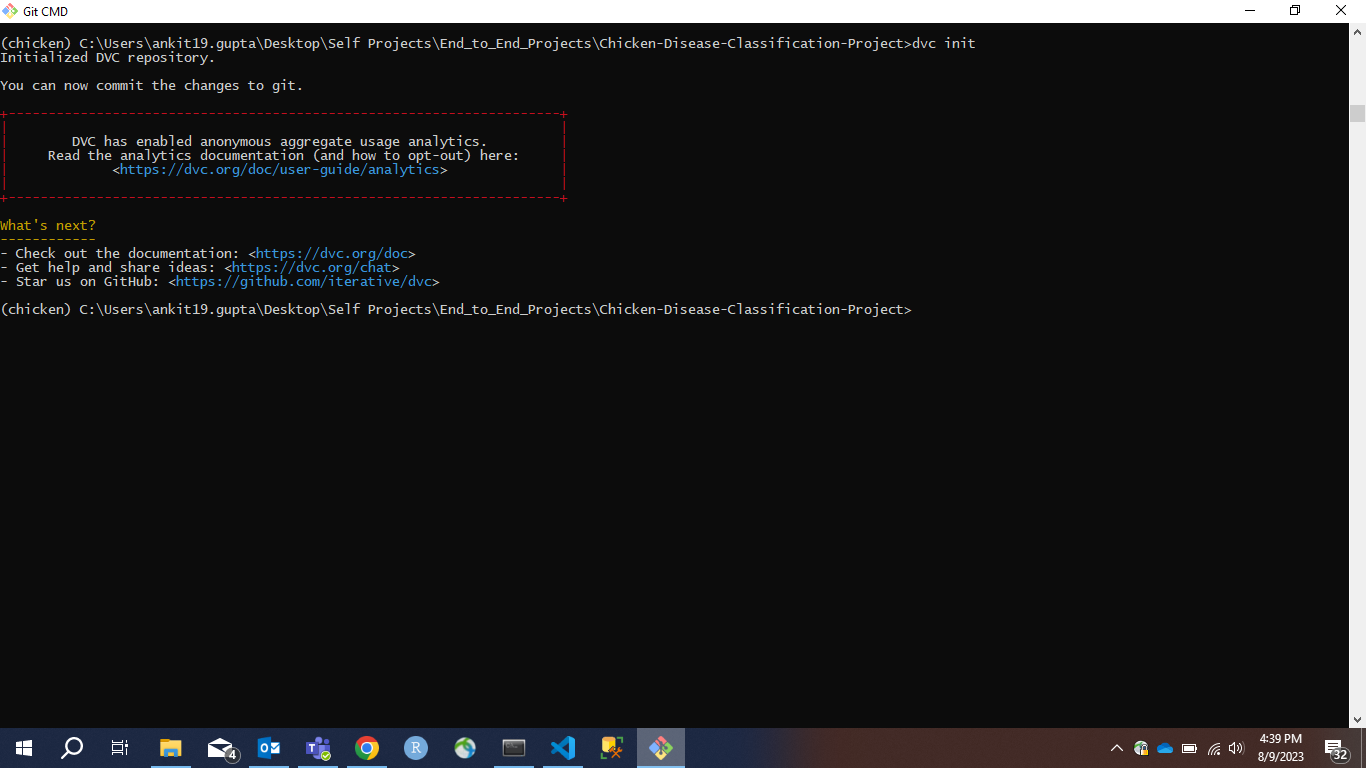 Git CMD
(chicken) C:\Users\ankit19.gupta\Desktop\Self Projects\End_to_End_Projects\Chicken-Disease-Classification-Project>dvc init
Initialized DVC repository.
You can now commit the changes to git.
+---------------------------------------------------------------------+
|                                                                     |
|        DVC has enabled anonymous aggregate usage analytics.         |
|     Read the analytics documentation (and how to opt-out) here:     |
|             <https://dvc.org/doc/user-guide/analytics>              |
|                                                                     |
+---------------------------------------------------------------------+
What's next?
------------
- Check out the documentation: <https://dvc.org/doc>
- Get help and share ideas: <https://dvc.org/chat>
- Star us on GitHub: <https://github.com/iterative/dvc>
(chicken) C:\Users\ankit19.gupta\Desktop\Self Projects\End_to_End_Projects\Chicken-Disease-Classification-Project>
4
R
4:39 PM
8/9/2023
32